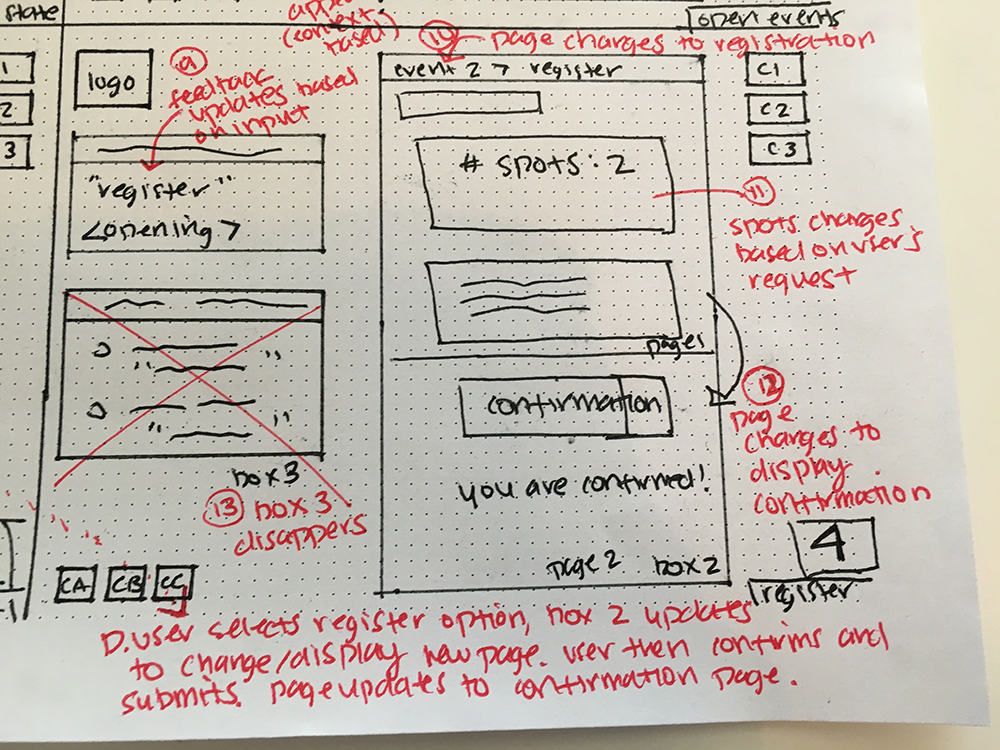 state
appe
(context
based)
open events
1
2
3
logo
9
feedback
updates based
on input
"register"
<opening>
10
page changes to registration
event 2 > register
# spots: 2
C1
C2
C3
11
spots changes
based on user's
request
page1
12
page
changes to
display
confirmation
confirmation
you are confirmed!
page 2
box 2
box 3
13
box 3
disappers
CA
CB
CC
4
register
D. user selects register option, box 2 updates
to change/display new page. user then confirms and
submits. page updates to confirmation page.